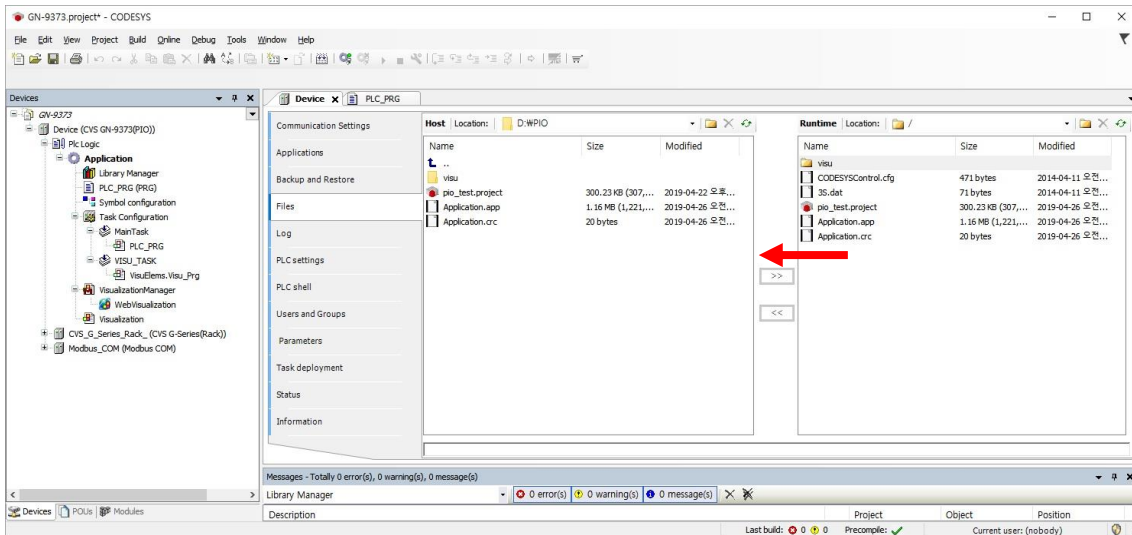 GN-9373.project* - CODESYS
File Edit View Project Build Online Debug Tools Window Help
Devices
GN-9373
Device (CVS GN-9373(PIO))
Plc Logic
Application
Library Manager
PLC_PRG (PRG)
Symbol configuration
Task Configuration
MainTask
PLC_PRG
VISU_TASK
VisuElems.Visu_Prg
VisualizationManager
WebVisualization
Visualization
CVS_G_Series_Rack_ (CVS G-Series(Rack))
Modbus_COM (Modbus COM)
Devices POUs Modules
Device PLC_PRG
Communication Settings
Applications
Backup and Restore
Files
Log
PLC settings
PLC shell
Users and Groups
Parameters
Task deployment
Status
Information
Host Location: D:₩PIO
Name Size Modified
..
visu
pio_test.project 300.23 KB (307,... 2019-04-22 오후...
Application.app 1.16 MB (1,221,... 2019-04-26 오전...
Application.crc 20 bytes 2019-04-26 오전...
>>
<<
Runtime Location: /
Name Size Modified
visu
CODESYSControl.cfg 471 bytes 2014-04-11 오전...
3S.dat 71 bytes 2014-04-11 오전...
pio_test.project 300.23 KB (307,... 2019-04-26 오전...
Application.app 1.16 MB (1,221,... 2019-04-26 오전...
Application.crc 20 bytes 2019-04-26 오전...
Messages - Totally 0 error(s), 0 warning(s), 0 message(s)
Library Manager 0 error(s) 0 warning(s) 0 message(s)
Description Project Object Position
Last build: 0 0 Precompile: Current user: (nobody)